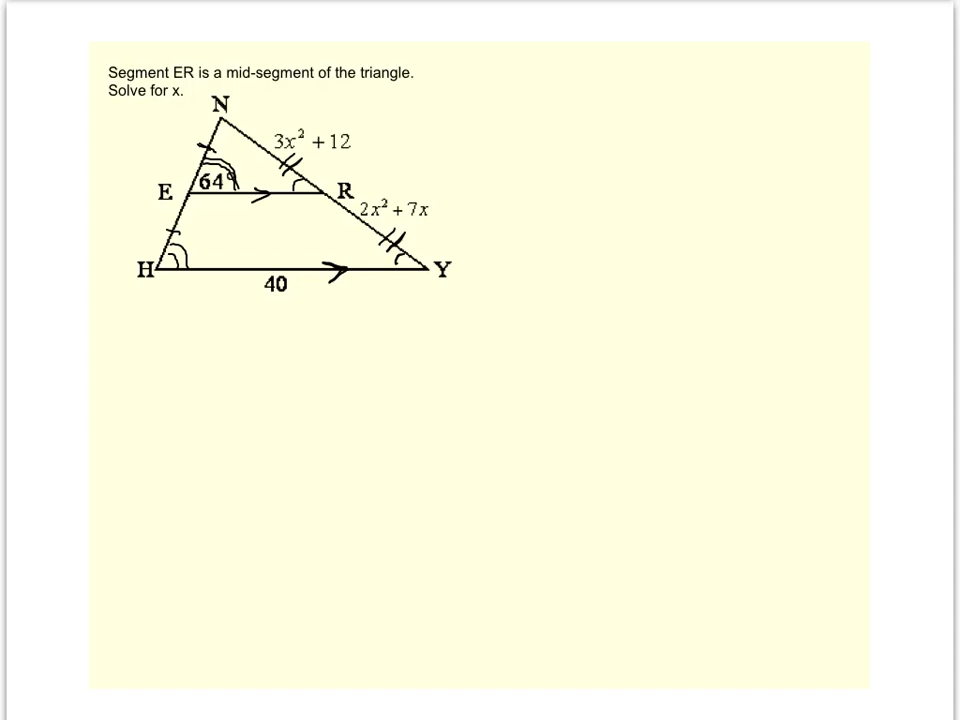 Segment ER is a mid-segment of the triangle.
Solve for x.
N
3x² + 12
64°
E
R
2x² + 7x
H
Y
40